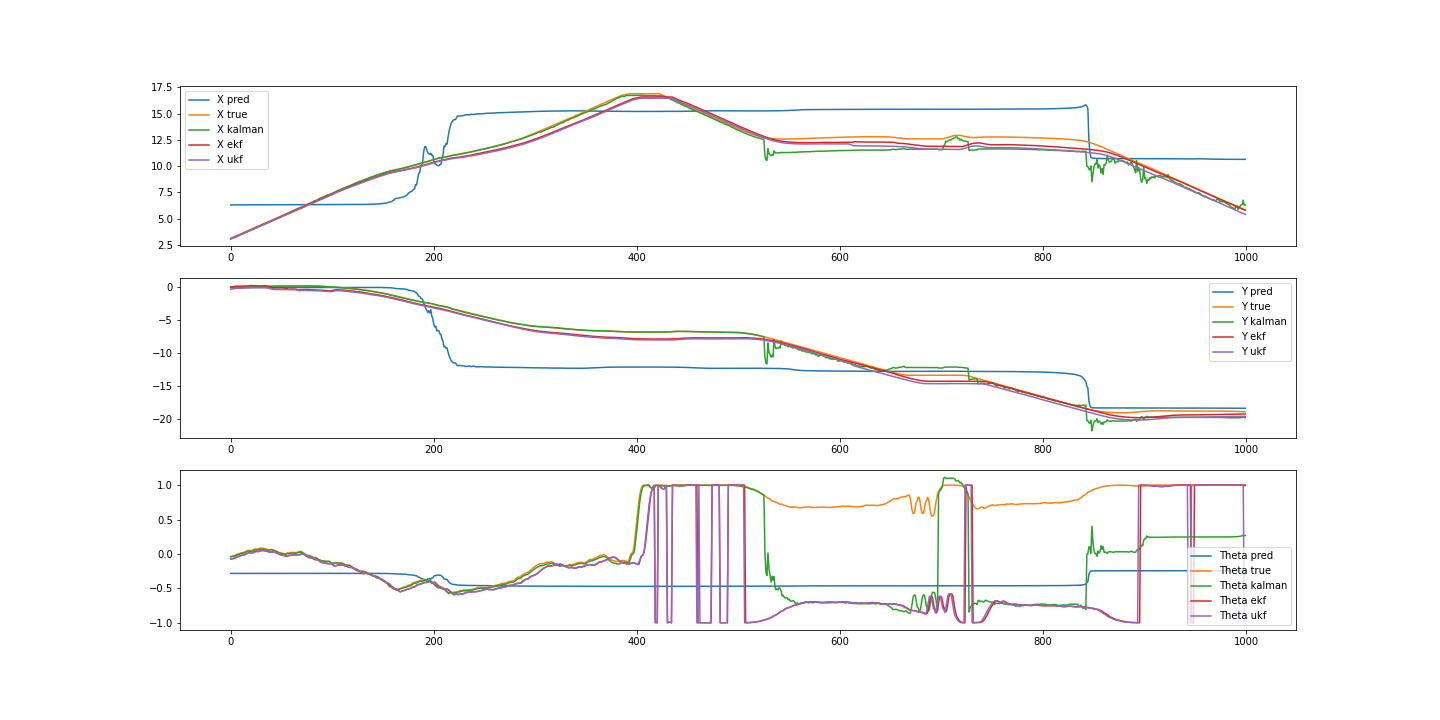 17.5
15.0
12.5
10.0
7.5
5.0
2.5
X pred
X true
X kalman
X ekf
X ukf
0 200 400 600 800 1000
0
−5
−10
−15
−20
Y pred
Y true
Y kalman
Y ekf
Y ukf
0 200 400 600 800 1000
1.0
0.5
0.0
−0.5
−1.0
Theta pred
Theta true
Theta kalman
Theta ekf
Theta ukf
0 200 400 600 800 1000